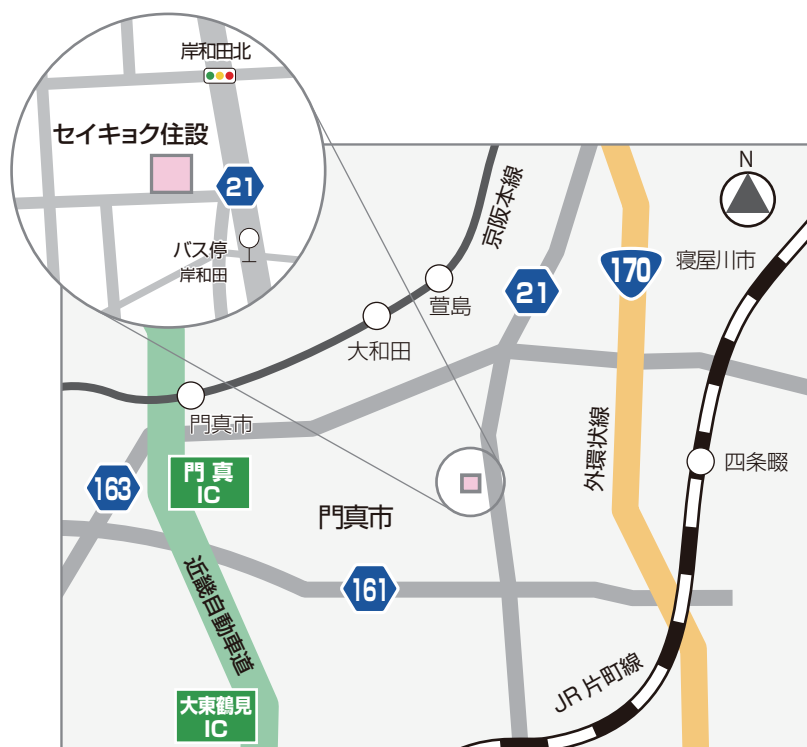 岸和田北
セイキョク住設
21
バス停
岸和田
N
京阪本線
170
寝屋川市
21
萱島
大和田
門真市
外環状線
四条畷
門 真
IC
163
門真市
近畿自動車道
161
大東鶴見
IC
JR 片町線